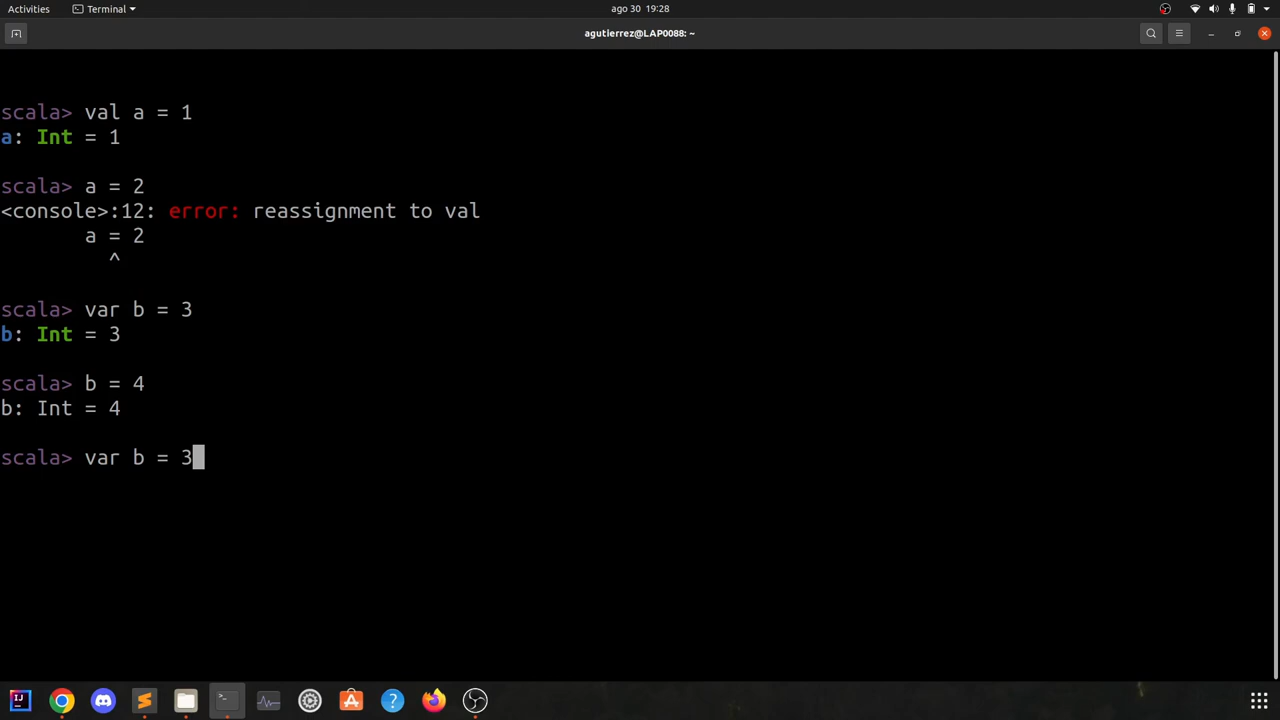 Activities
Terminal
ago 30 19:28
agutierrez@LAP0088: ~
scala> val a = 1
a: Int = 1
scala> a = 2
<console>:12: error: reassignment to val
a = 2
^
scala> var b = 3
b: Int = 3
scala> b = 4
b: Int = 4
scala> var b = 3